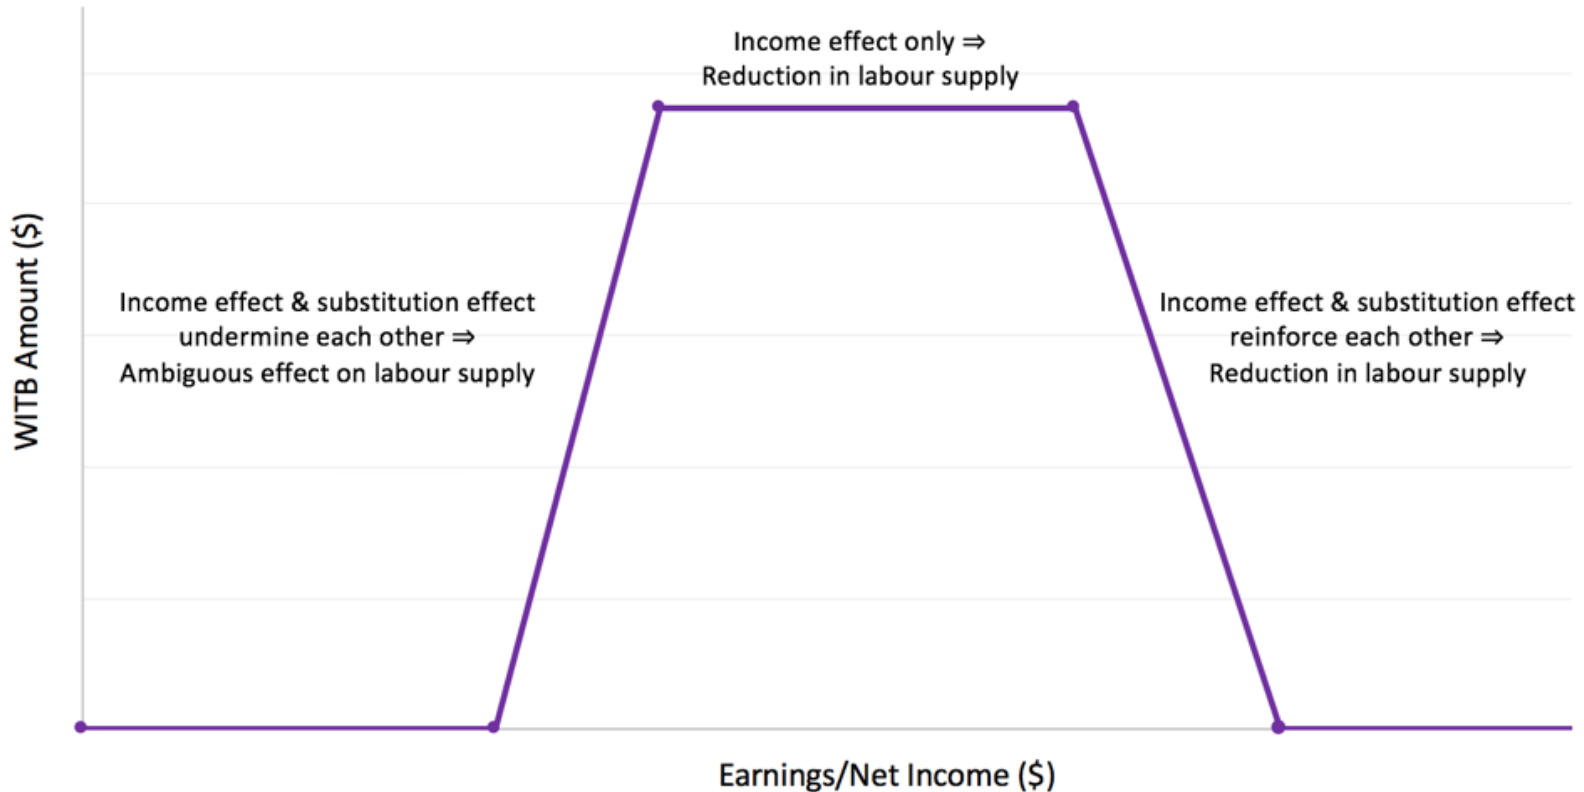 Income effect only ⇒
Reduction in labour supply
WITB Amount ($)
Income effect & substitution effect
undermine each other ⇒
Ambiguous effect on labour supply
Income effect & substitution effect
reinforce each other ⇒
Reduction in labour supply
Earnings/Net Income ($)